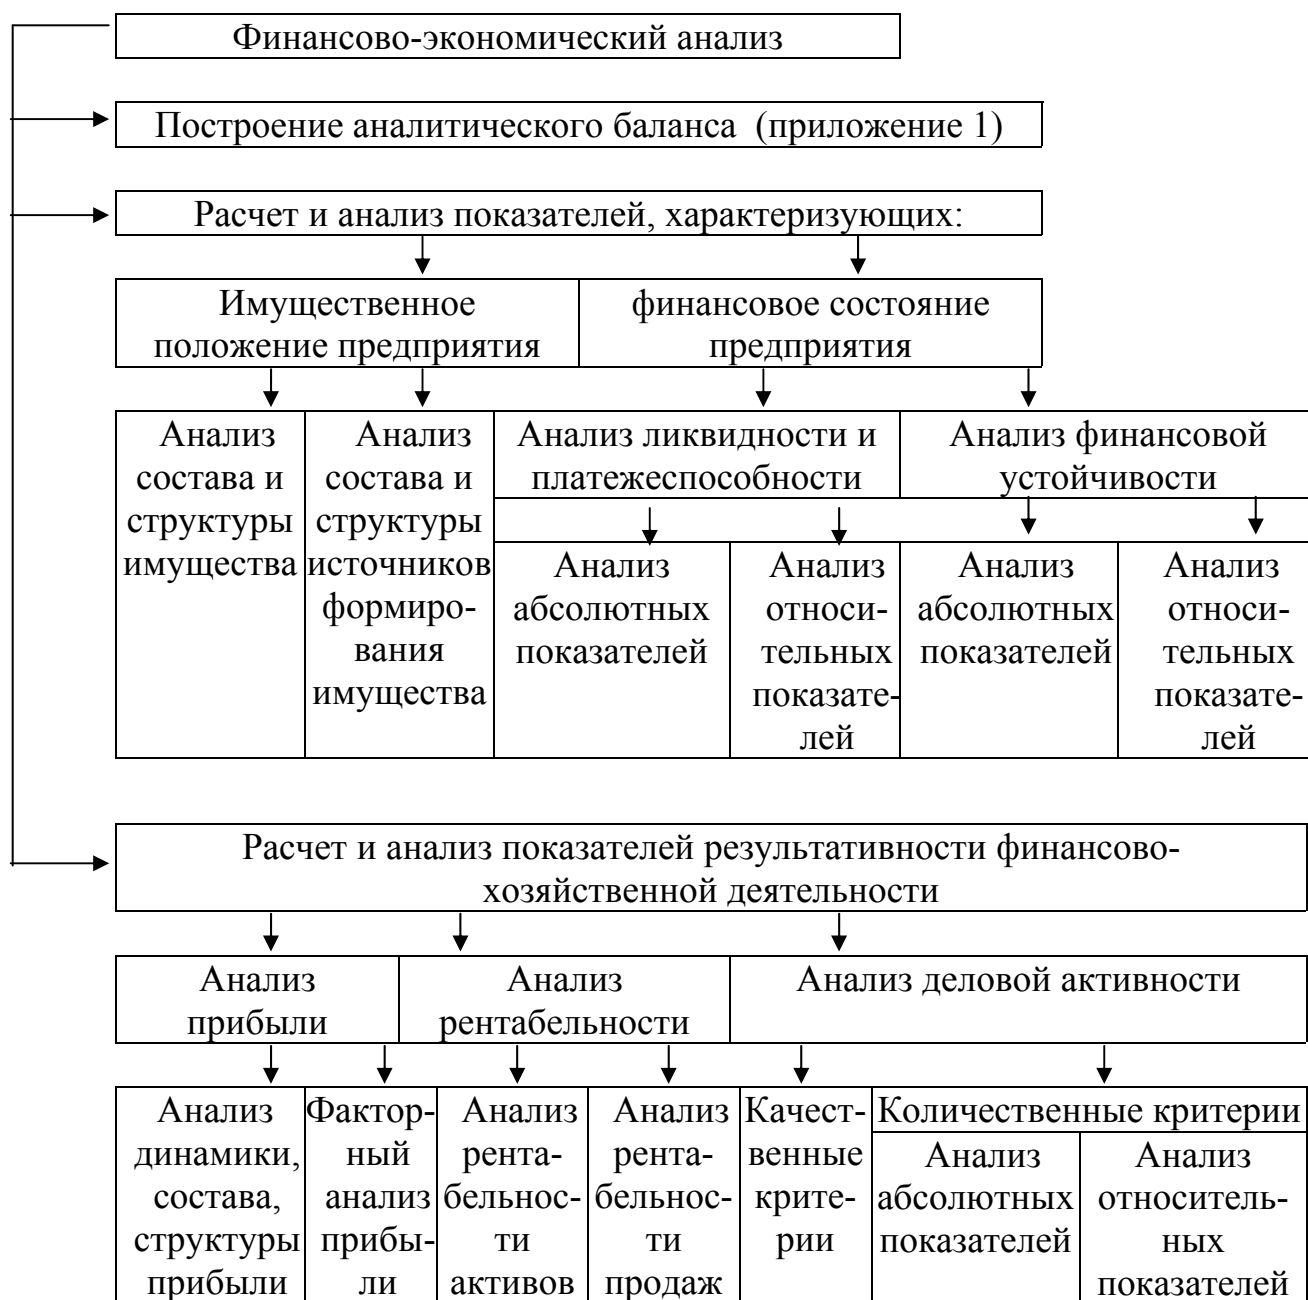 Финансово-экономический анализ
Построение аналитического баланса (приложение 1)
Расчет и анализ показателей, характеризующих:
Имущественное
положение предприятия
финансовое состояние
предприятия
Анализ
состава и
структуры
имущества
Анализ
состава и
структуры
источников
формиро-
вания
имущества
Анализ ликвидности и
платежеспособности
Анализ финансовой
устойчивости
Анализ
абсолютных
показателей
Анализ
относи-
тельных
показате-
лей
Анализ
абсолютных
показателей
Анализ
относи-
тельных
показате-
лей
Расчет и анализ показателей результативности финансово-
хозяйственной деятельности
Анализ
прибыли
Анализ
рентабельности
Анализ деловой активности
Анализ
динамики,
состава,
структуры
прибыли
Фактор-
ный
анализ
прибы-
ли
Анализ
рента-
бельнос-
ти
активов
Анализ
рента-
бельнос-
ти
продаж
Качест-
венные
крите-
рии
Количественные критерии
Анализ
абсолютных
показателей
Анализ
относитель-
ных
показателей